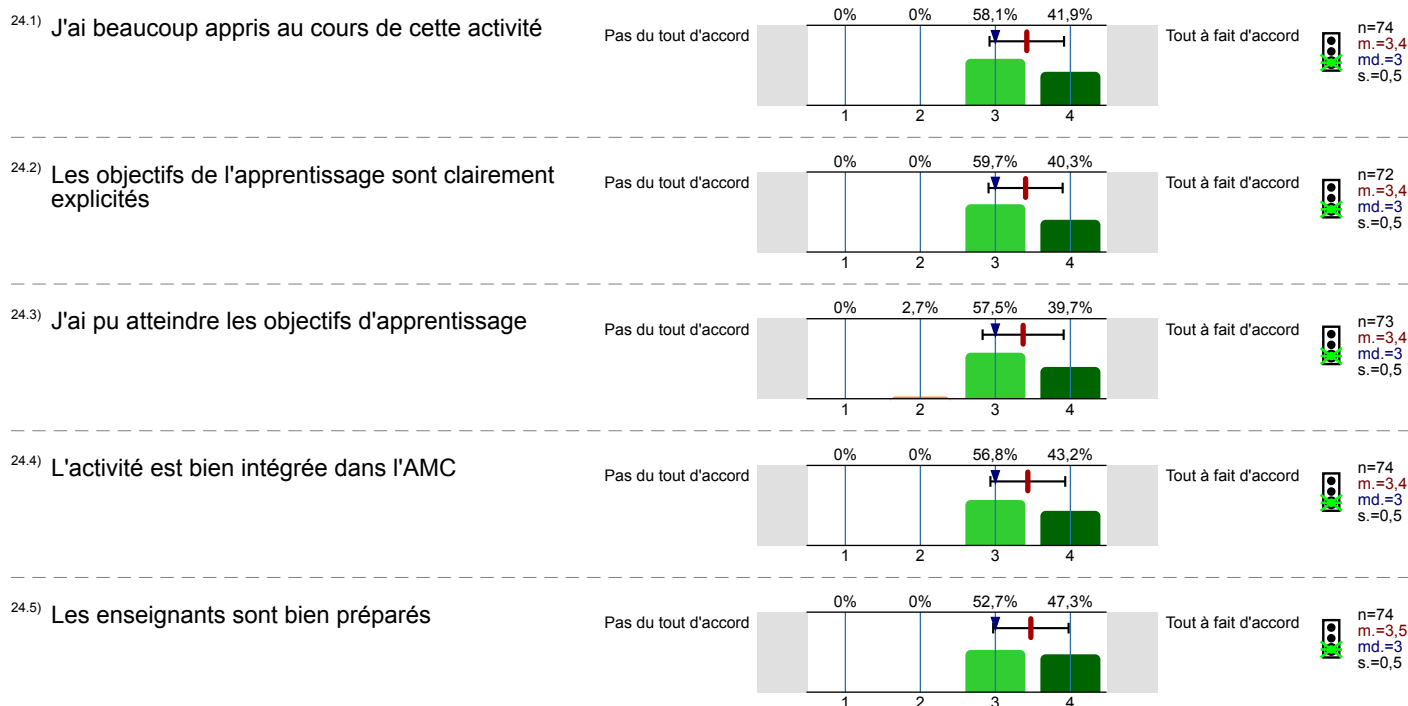 24.1) J'ai beaucoup appris au cours de cette activité
Pas du tout d'accord
0% 0% 58,1% 41,9%
1 2 3 4
Tout à fait d'accord
n=74
m.=3,4
md.=3
s.=0,5
24.2) Les objectifs de l'apprentissage sont clairement
explicités
Pas du tout d'accord
0% 0% 59,7% 40,3%
1 2 3 4
Tout à fait d'accord
n=72
m.=3,4
md.=3
s.=0,5
24.3) J'ai pu atteindre les objectifs d'apprentissage
Pas du tout d'accord
0% 2,7% 57,5% 39,7%
1 2 3 4
Tout à fait d'accord
n=73
m.=3,4
md.=3
s.=0,5
24.4) L'activité est bien intégrée dans l'AMC
Pas du tout d'accord
0% 0% 56,8% 43,2%
1 2 3 4
Tout à fait d'accord
n=74
m.=3,4
md.=3
s.=0,5
24.5) Les enseignants sont bien préparés
Pas du tout d'accord
0% 0% 52,7% 47,3%
1 2 3 4
Tout à fait d'accord
n=74
m.=3,5
md.=3
s.=0,5